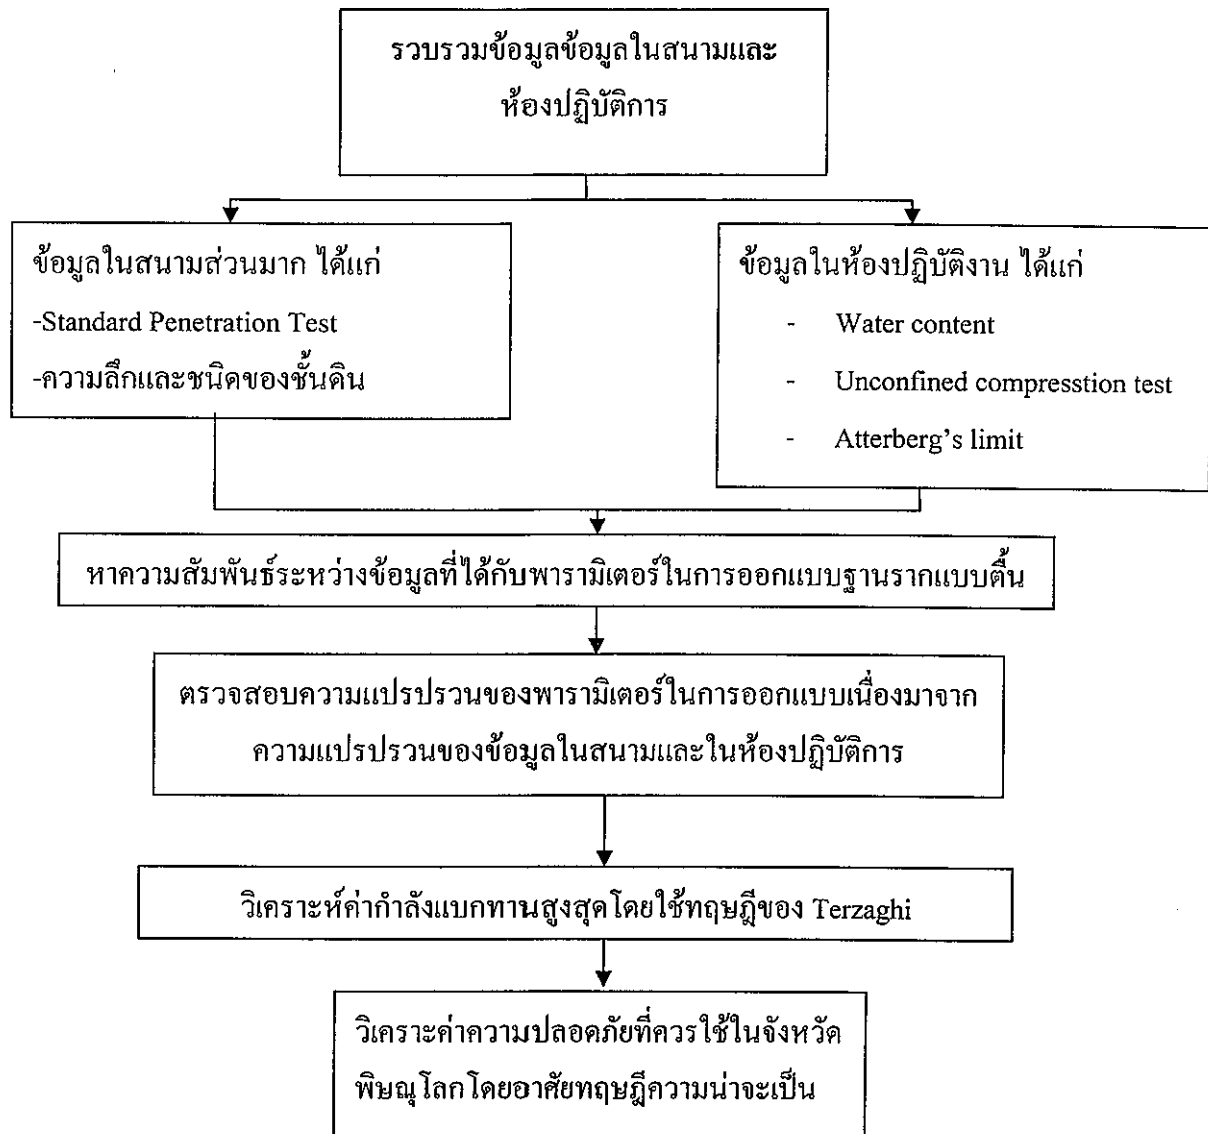 รวบรวมข้อมูลข้อมูลในสนามและ
ห้องปฏิบัติการ
ข้อมูลในสนามส่วนมาก ได้แก่
-Standard Penetration Test
-ความลึกและชนิดของชั้นดิน
ข้อมูลในห้องปฏิบัติงาน ได้แก่
- Water content
- Unconfined compresstion test
- Atterberg's limit
หาความสัมพันธ์ระหว่างข้อมูลที่ได้กับพารามิเตอร์ในการออกแบบฐานรากแบบตื้น
ตรวจสอบความแปรปรวนของพารามิเตอร์ในการออกแบบเนื่องมาจาก
ความแปรปรวนของข้อมูลในสนามและในห้องปฏิบัติการ
วิเคราะห์ค่ากำลังแบกทานสูงสุดโดยใช้ทฤษฎีของ Terzaghi
วิเคราะค่าความปลอดภัยที่ควรใช้ในจังหวัด
พิษณุโลกโดยอาศัยทฤษฎีความน่าจะเป็น